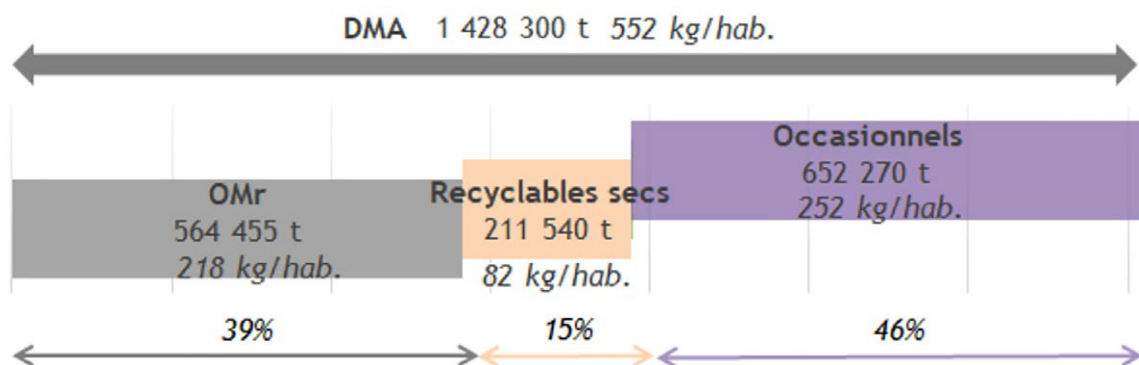 DMA 1 428 300 t 552 kg/hab.
Occasionnels
652 270 t
252 kg/hab.
Recyclables secs
211 540 t
82 kg/hab.
OMr
564 455 t
218 kg/hab.
39%
15%
46%